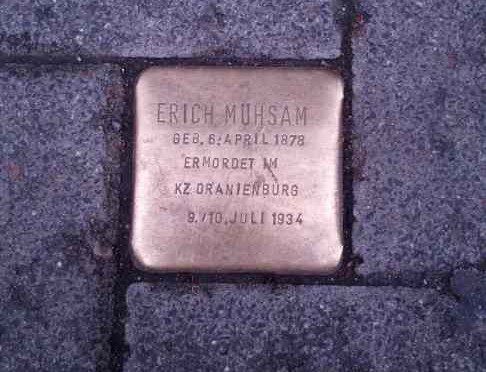 ERICH MÜHSAM
GEB. 6. APRIL 1878
ERMORDET IM
KZ ORANIENBURG
9./10. JULI 1934